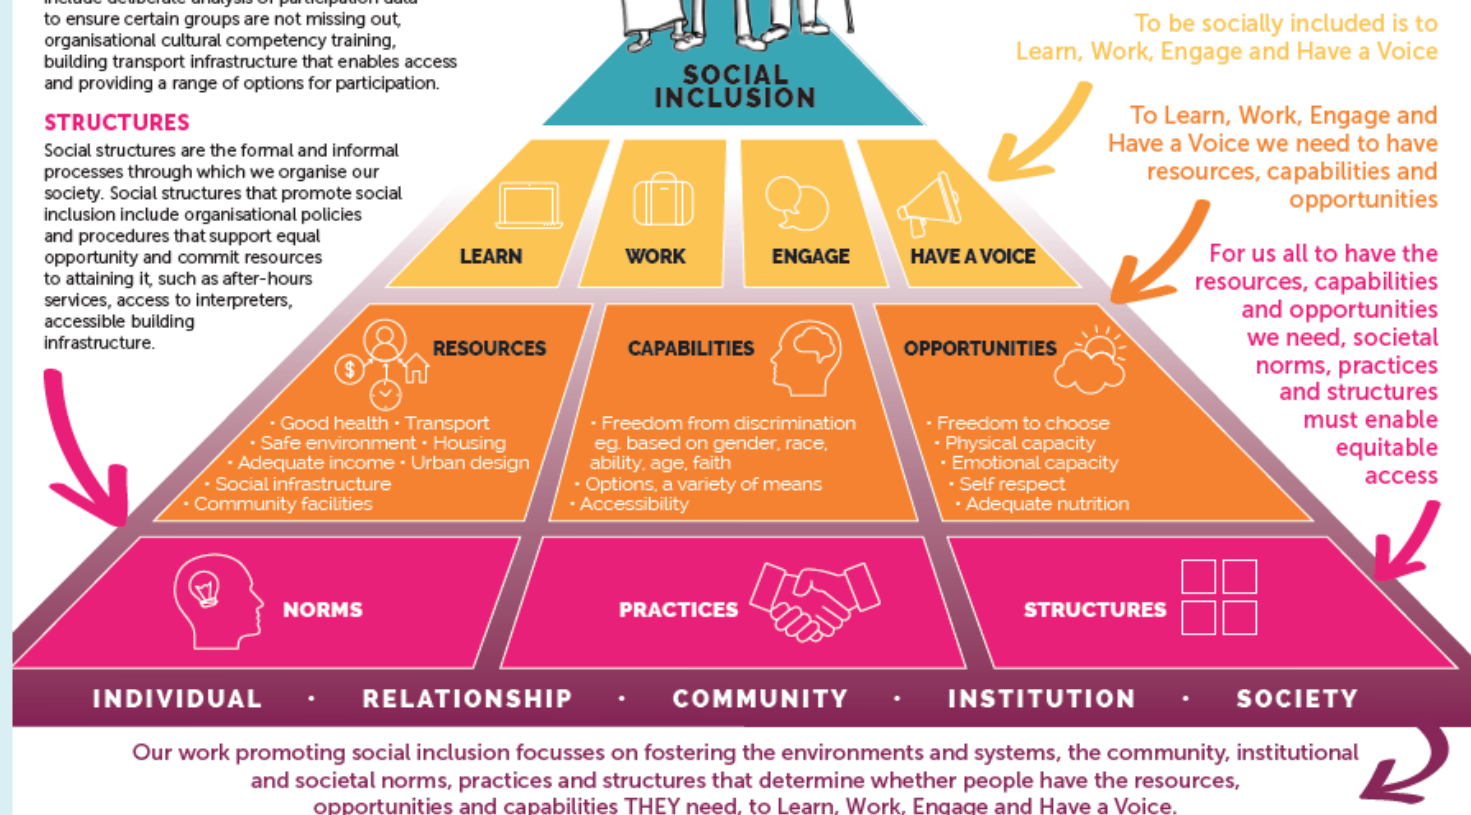 include deliberate analysis of participation data
to ensure certain groups are not missing out,
organisational cultural competency training,
building transport infrastructure that enables access
and providing a range of options for participation.
STRUCTURES
Social structures are the formal and informal
processes through which we organise our
society. Social structures that promote social
inclusion include organisational policies
and procedures that support equal
opportunity and commit resources
to attaining it, such as after-hours
services, access to interpreters,
accessible building
infrastructure.
SOCIAL
INCLUSION
To be socially included is to
Learn, Work, Engage and Have a Voice
To Learn, Work, Engage and
Have a Voice we need to have
resources, capabilities and
opportunities
For us all to have the
resources, capabilities
and opportunities
we need, societal
norms, practices
and structures
must enable
equitable
access
LEARN
WORK
ENGAGE
HAVE A VOICE
$
RESOURCES
• Good health • Transport
• Safe environment • Housing
• Adequate income • Urban design
• Social infrastructure
• Community facilities
CAPABILITIES
• Freedom from discrimination
eg. based on gender, race,
ability, age, faith
• Options, a variety of means
• Accessibility
OPPORTUNITIES
• Freedom to choose
• Physical capacity
• Emotional capacity
• Self respect
• Adequate nutrition
NORMS
PRACTICES
STRUCTURES
INDIVIDUAL • RELATIONSHIP • COMMUNITY • INSTITUTION • SOCIETY
Our work promoting social inclusion focusses on fostering the environments and systems, the community, institutional
and societal norms, practices and structures that determine whether people have the resources,
opportunities and capabilities THEY need, to Learn, Work, Engage and Have a Voice.